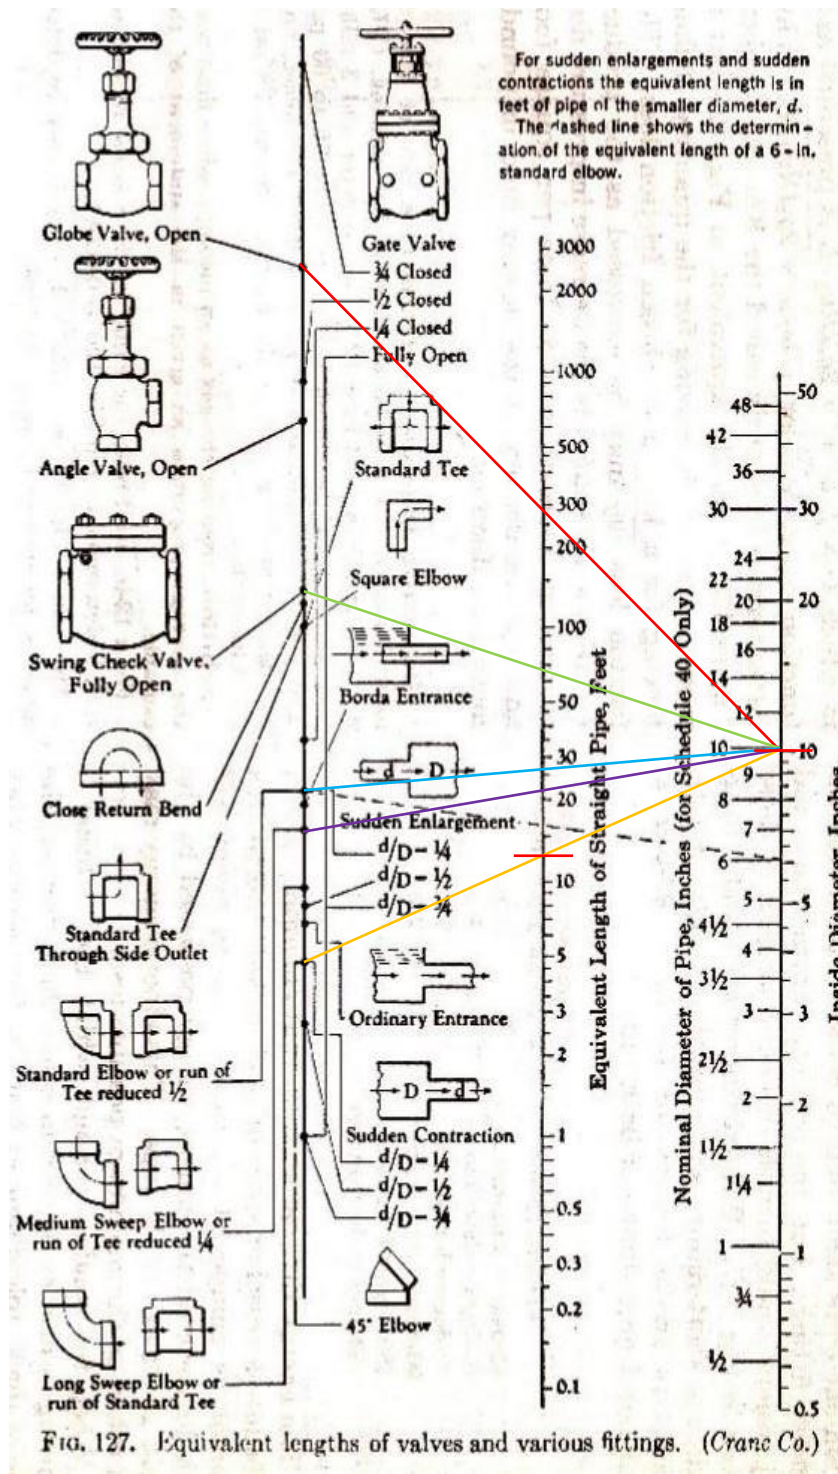 For sudden enlargements and sudden
contractions the equivalent length is in
feet of pipe of the smaller diameter, d.
The dashed line shows the determin-
ation of the equivalent length of a 6-in.
standard elbow.
Globe Valve, Open
Angle Valve, Open
Swing Check Valve,
Fully Open
Close Return Bend
Standard Tee
Through Side Outlet
Standard Elbow or run of
Tee reduced ½
Medium Sweep Elbow or
run of Tee reduced ¼
Long Sweep Elbow or
run of Standard Tee
Gate Valve
¾ Closed
½ Closed
¼ Closed
Fully Open
Standard Tee
Square Elbow
Borda Entrance
d
D
Sudden Enlargement
d/D-¼
d/D-½
d/D-¾
Ordinary Entrance
D
d
Sudden Contraction
d/D-¼
d/D-½
d/D-¾
45° Elbow
3000
2000
1000
500
300
200
100
50
30
20
10
5
3
2
1
0.5
0.3
0.2
0.1
Equivalent Length of Straight Pipe, Feet
48
42
36
30
24
22
20
18
16
14
12
10
9
8
7
6
5
4½
4
3½
3
2½
2
1½
1¼
1
¾
½
Nominal Diameter of Pipe, Inches (for Schedule 40 Only)
50
30
20
10
5
3
2
1
0.5
Inside Diameter, Inches
FIG. 127. Equivalent lengths of valves and various fittings. (Crane Co.)